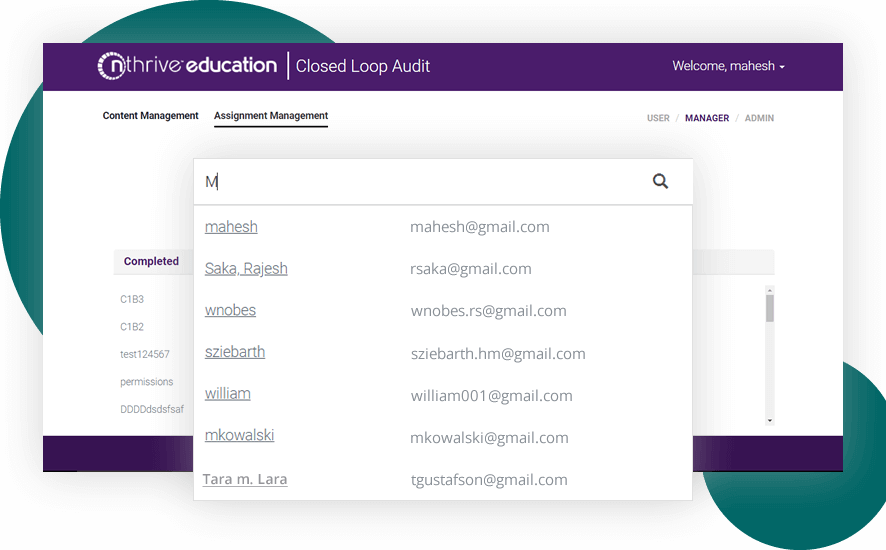 nthrive™ education | Closed Loop Audit
Welcome, mahesh
Content Management Assignment Management
USER / MANAGER / ADMIN
M
mahesh mahesh@gmail.com
Saka, Rajesh rsaka@gmail.com
wnobes wnobes.rs@gmail.com
sziebarth sziebarth.hm@gmail.com
william william001@gmail.com
mkowalski mkowalski@gmail.com
Tara m. Lara tgustafson@gmail.com
Completed
C1B3
C1B2
test124567
permissions
DDDDdsdsfsaf